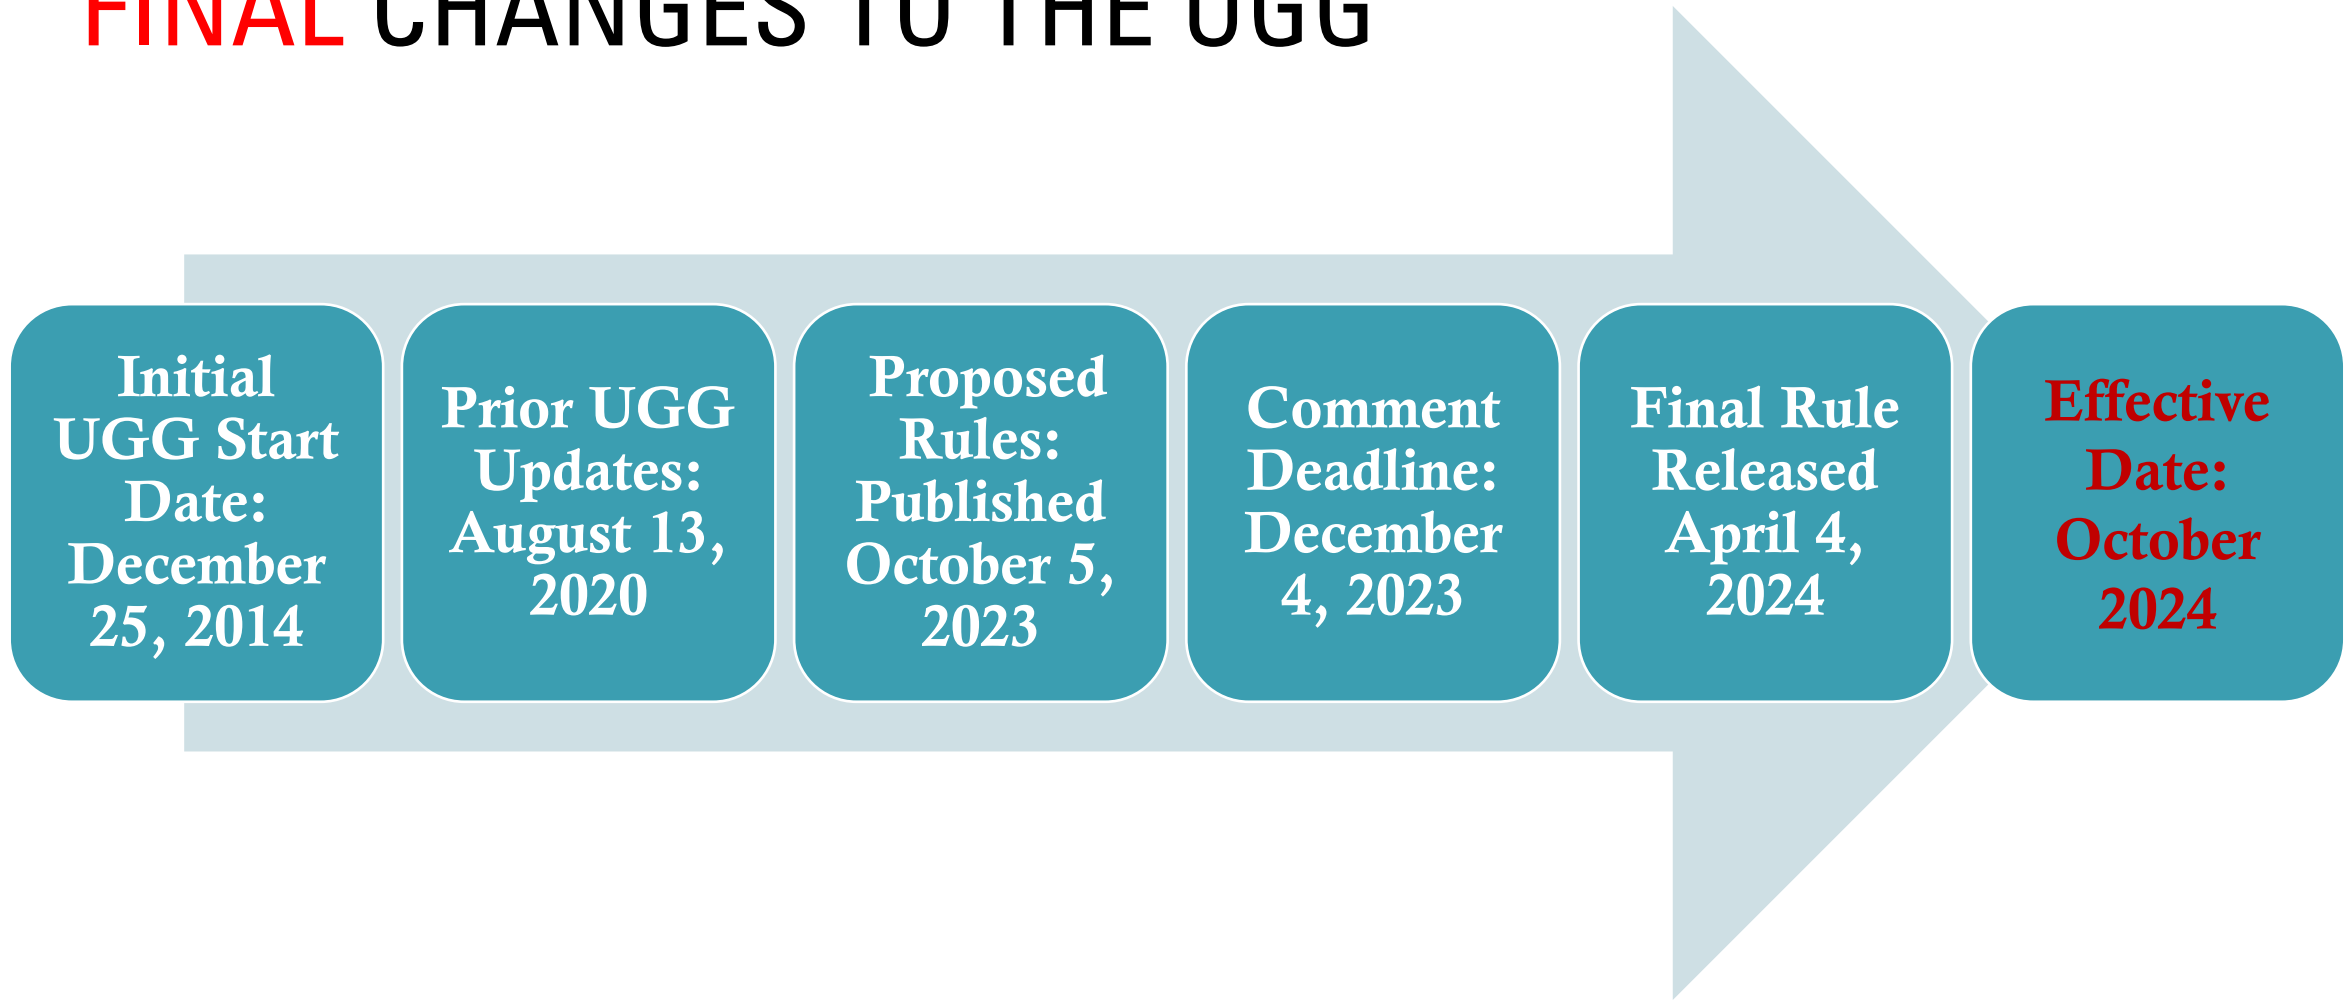 FINAL CHANGES TO THE UGG
Initial
UGG Start
Date:
December
25, 2014
Prior UGG
Updates:
August 13,
2020
Proposed
Rules:
Published
October 5,
2023
Comment
Deadline:
December
4, 2023
Final Rule
Released
April 4,
2024
Effective
Date:
October
2024